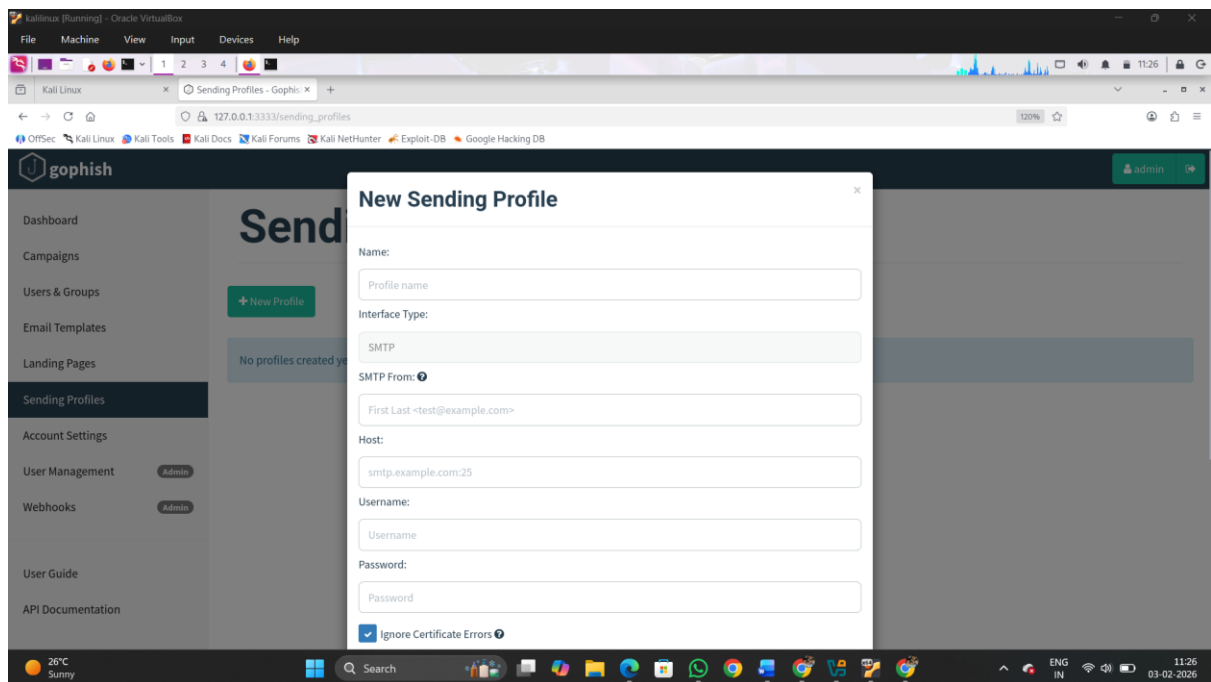 kalilinux [Running] - Oracle VirtualBox
File Machine View Input Devices Help
1 2 3 4 11:26
Kali Linux × Sending Profiles - Gophis × +
127.0.0.1:3333/sending_profiles 120%
OffSec Kali Linux Kali Tools Kali Docs Kali Forums Kali NetHunter Exploit-DB Google Hacking DB
gophish admin
New Sending Profile ×
Dashboard
Sendi
Campaigns
Name:
Users & Groups
Profile name
+ New Profile
Interface Type:
Email Templates
SMTP
Landing Pages
No profiles created ye
SMTP From:
Sending Profiles
First Last <test@example.com>
Account Settings
Host:
User Management Admin
smtp.example.com:25
Username:
Webhooks Admin
Username
Password:
User Guide
Password
API Documentation
Ignore Certificate Errors
26°C
Sunny
Search
ENG
IN
11:26
03-02-2026